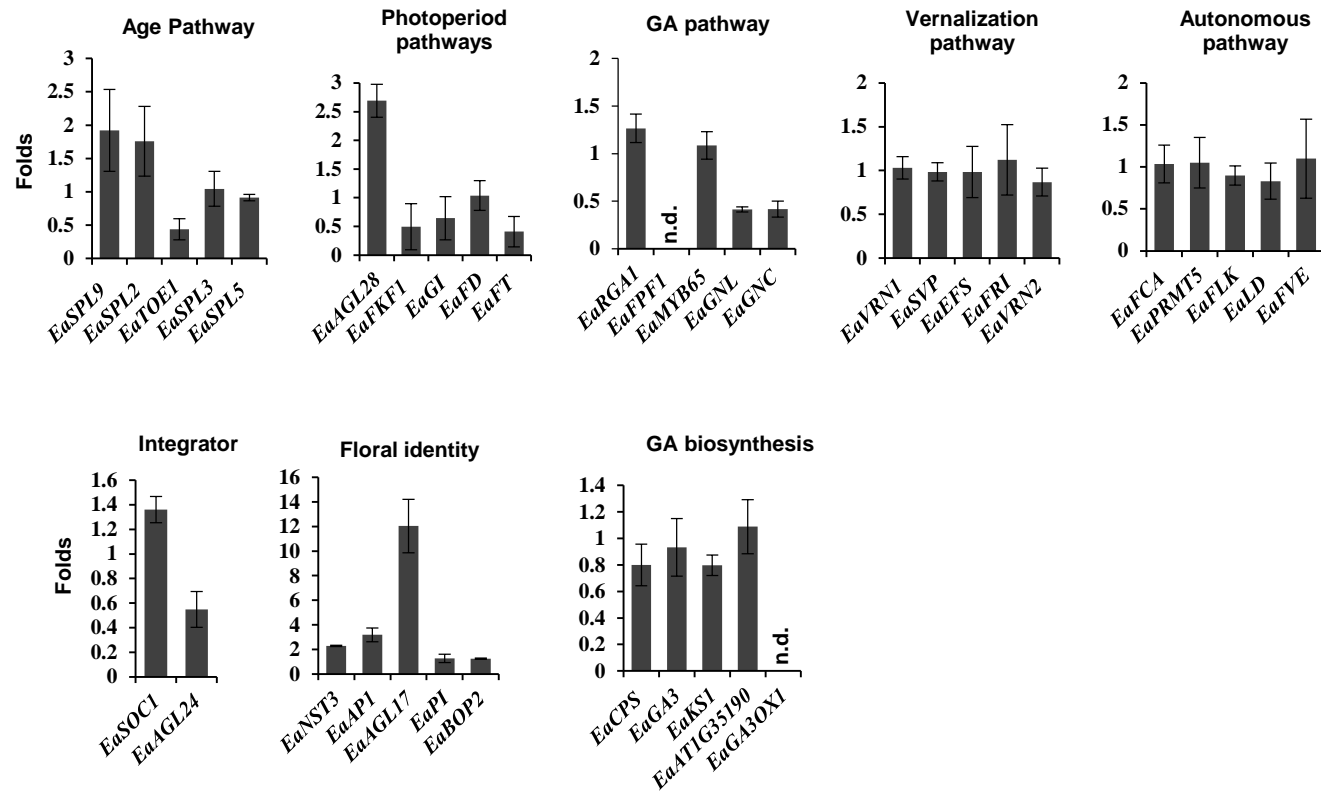 Age Pathway
Folds
3
2.5
2
1.5
1
0.5
0
EaSPL9
EaSPL2
EaTOE1
EaSPL3
EaSPL5
Photoperiod
pathways
3
2.5
2
1.5
1
0.5
0
EaAGL28
EaFKF1
EaGI
EaFD
EaFT
GA pathway
2
1.5
1
0.5
0
n.d.
EaRGA1
EaFPF1
EaMYB65
EaGNL
EaGNC
Vernalization
pathway
2
1.5
1
0.5
0
EaVRN1
EaSVP
EaEFS
EaFRI
EaVRN2
Autonomous
pathway
2
1.5
1
0.5
0
EaFCA
EaPRMT5
EaFLK
EaLD
EaFVE
Integrator
Folds
1.6
1.4
1.2
1
0.8
0.6
0.4
0.2
0
EaSOC1
EaAGL24
Floral identity
16
14
12
10
8
6
4
2
0
EaNST3
EaAP1
EaAGL17
EaPI
EaBOP2
GA biosynthesis
1.4
1.2
1
0.8
0.6
0.4
0.2
0
n.d.
EaCPS
EaGA3
EaKS1
EaAT1G35190
EaGA3OX1